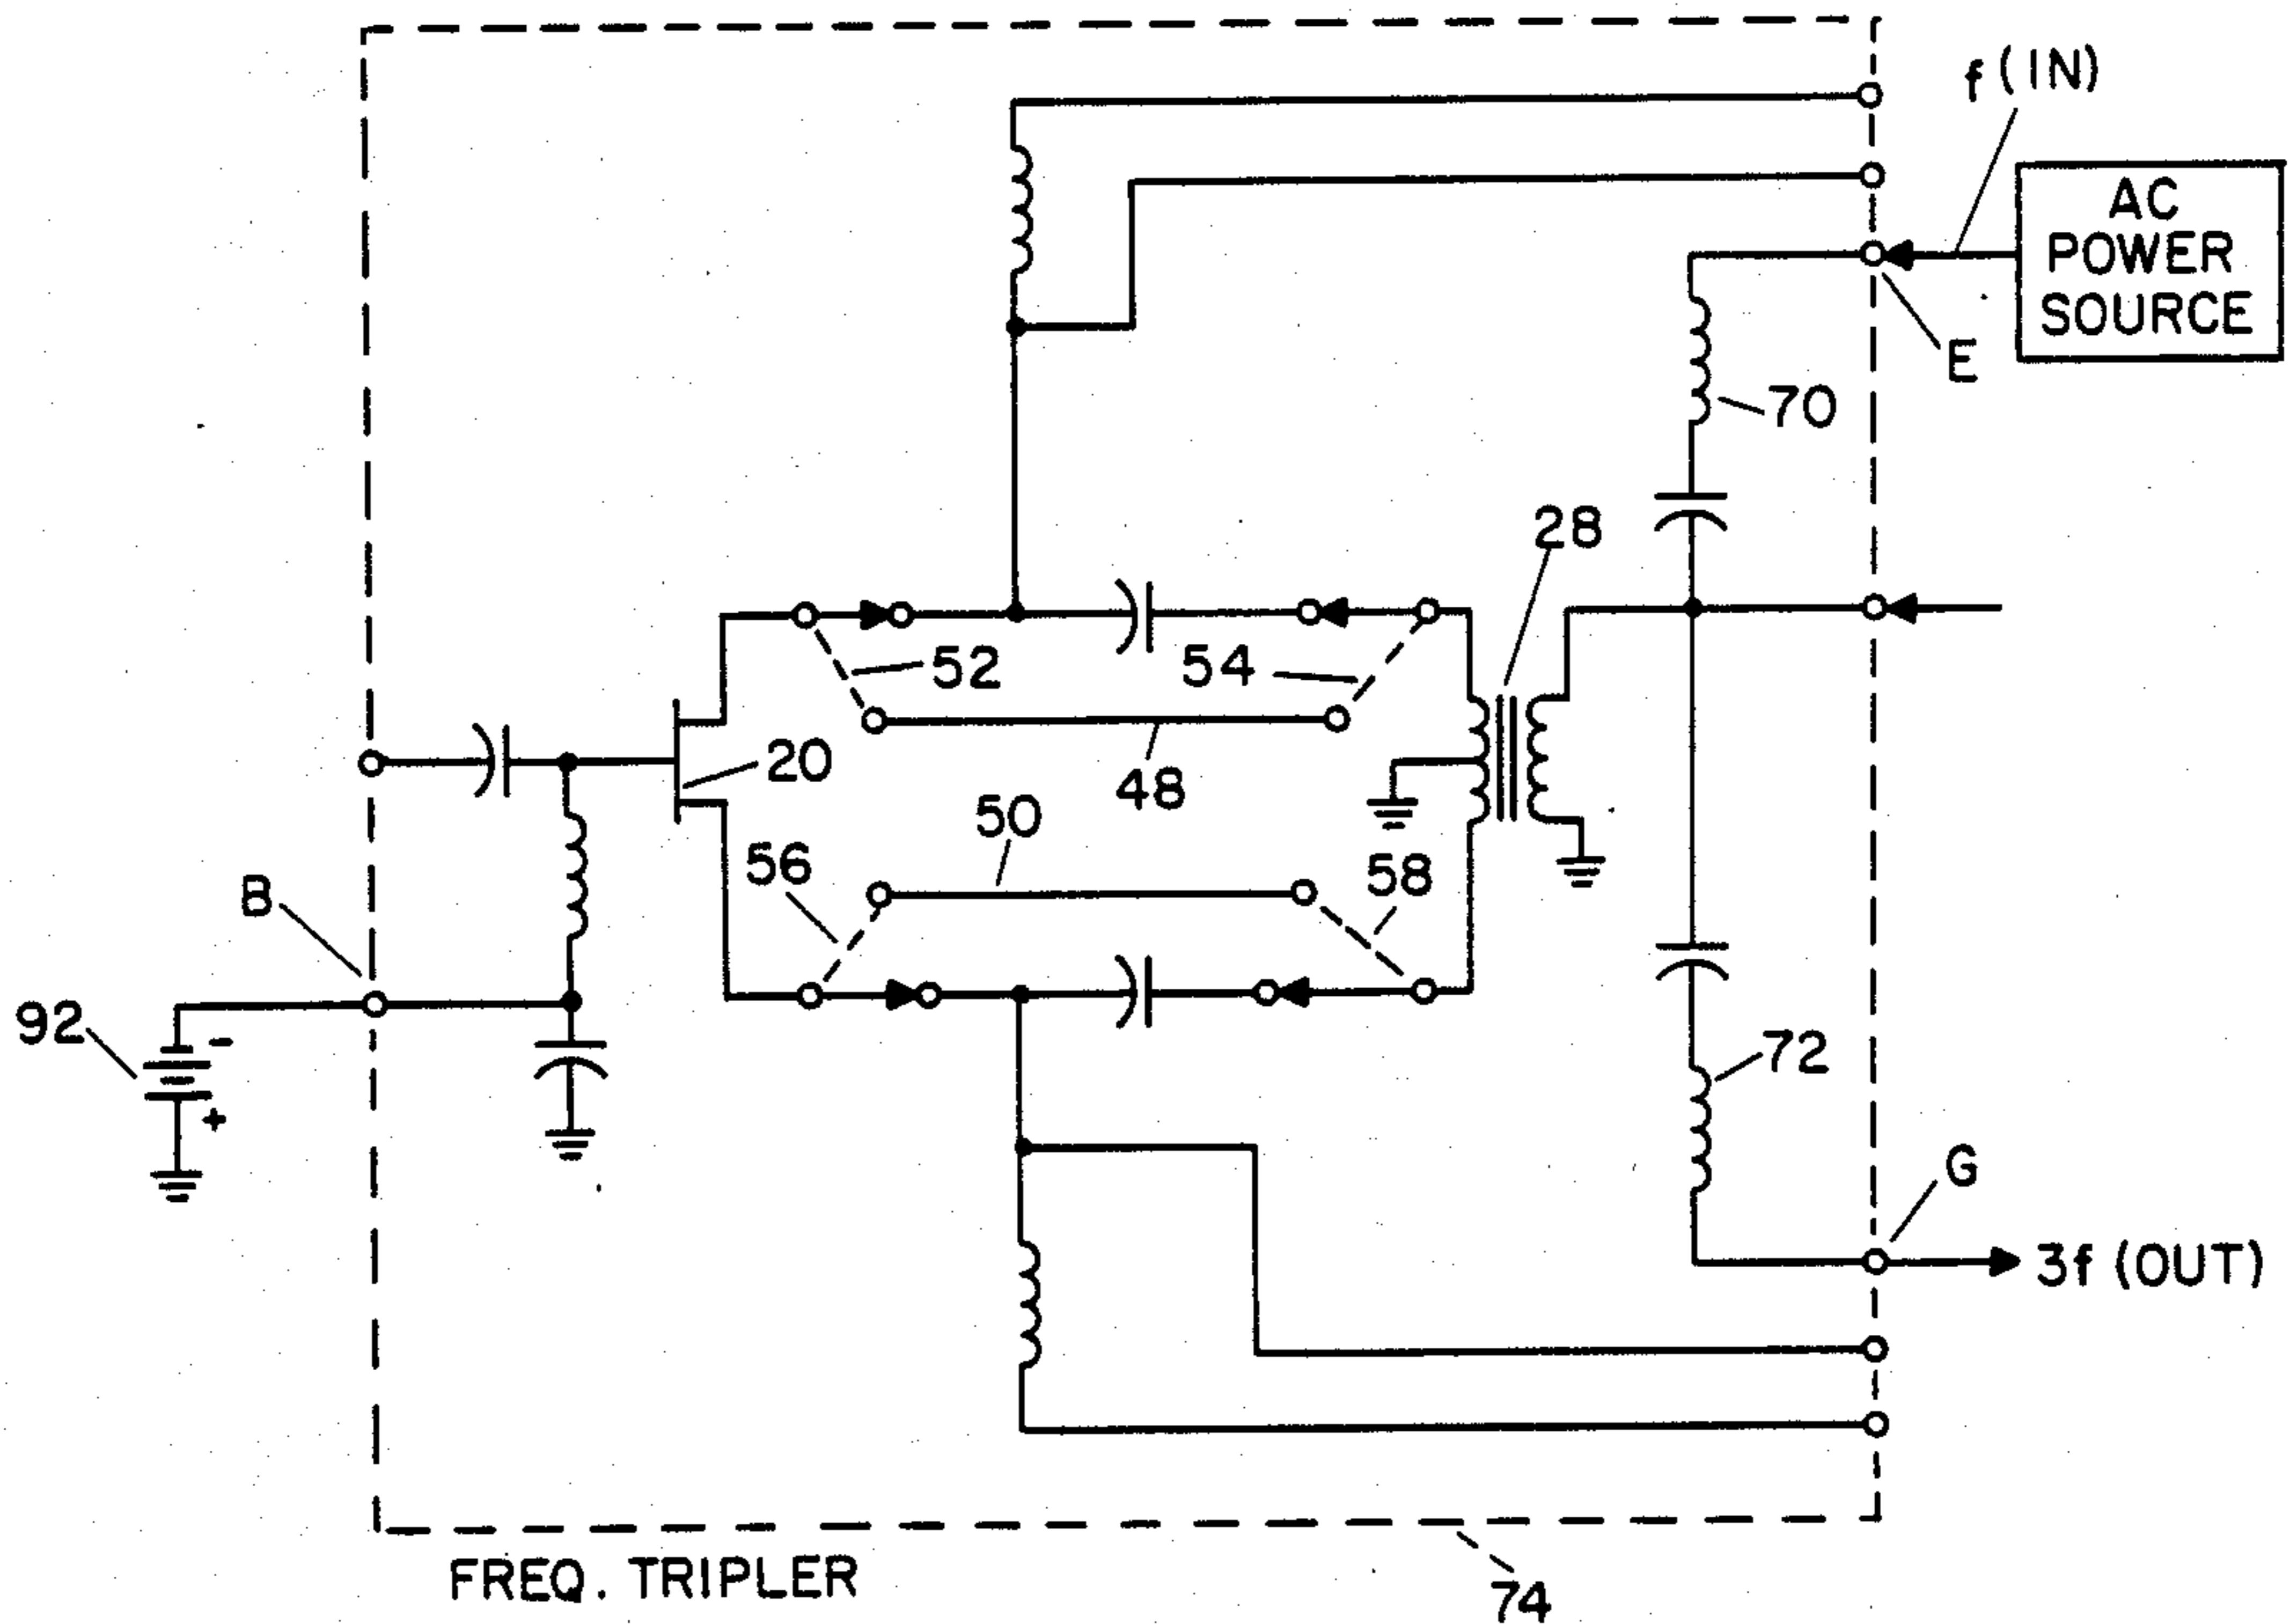 f (IN)
AC
POWER
SOURCE
E
70
28
52
54
20
48
50
56
58
B
92
-
+
72
G
3f (OUT)
FREQ. TRIPLER
74